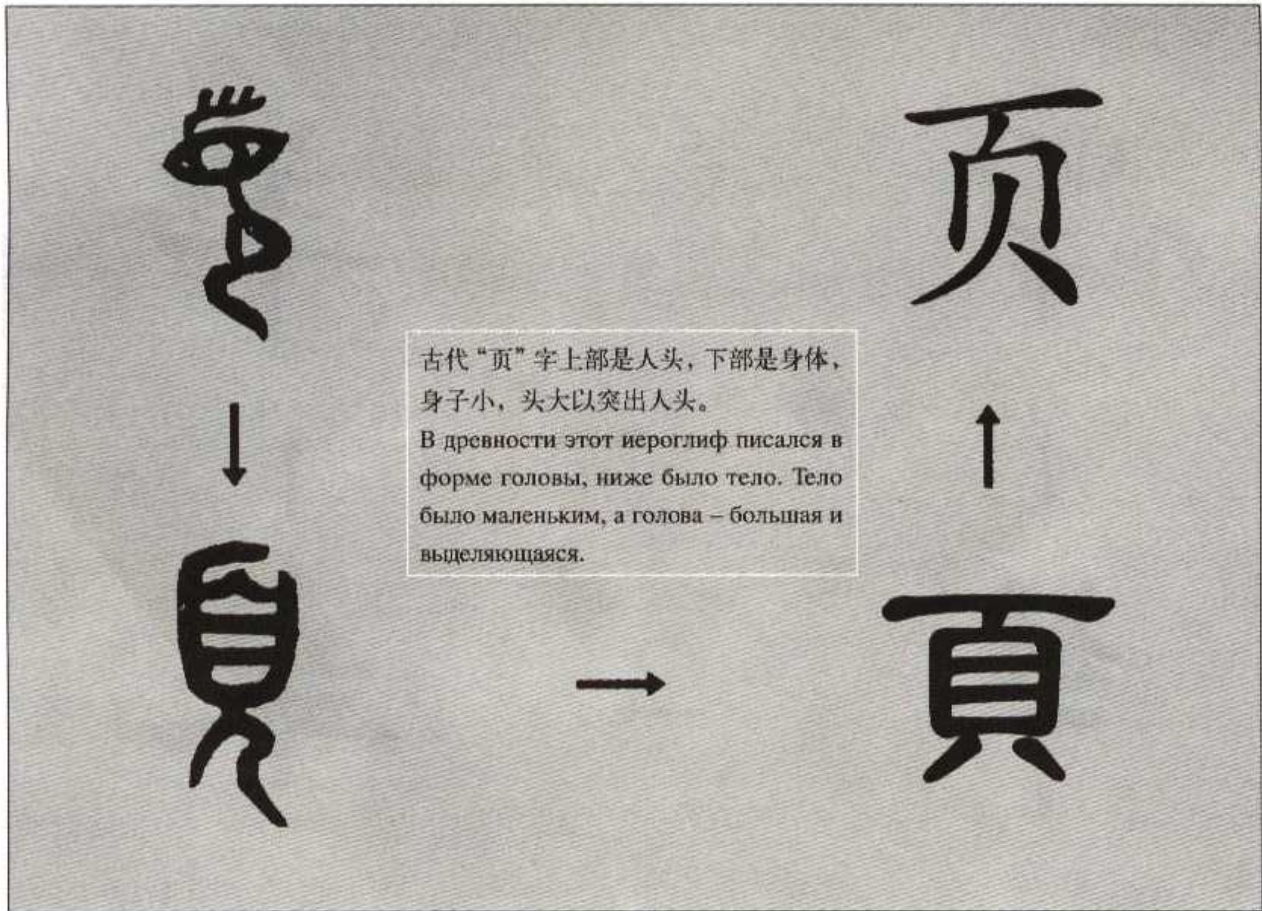 页
古代“页”字上部是人头，下部是身体，
身子小，头大以突出人头。
В древности этот иероглиф писался в
форме головы, ниже было тело. Тело
было маленьким, а голова – большая и
выделяющаяся.
頁